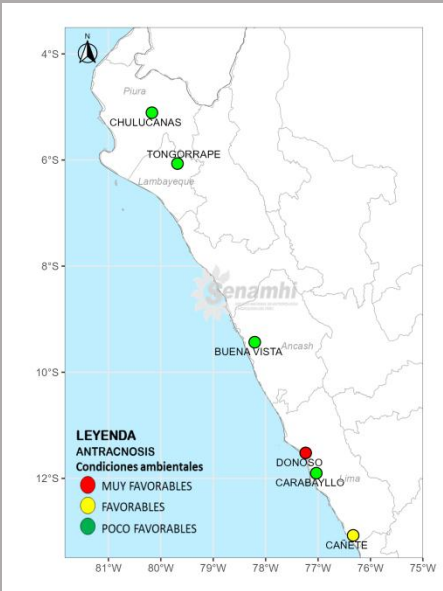 N
4°S
Piura
CHULUCANAS
6°S
TONGORRAPE
Lambayeque
8°S
Senamhi
BUENA VISTA
Ancash
10°S
LEYENDA
ANTRACNOSIS
Condiciones ambientales
MUY FAVORABLES
FAVORABLES
POCO FAVORABLES
DONOSO
CARABAYLLO
Lima
12°S
CAÑETE
81°W
80°W
79°W
78°W
77°W
76°W
75°W